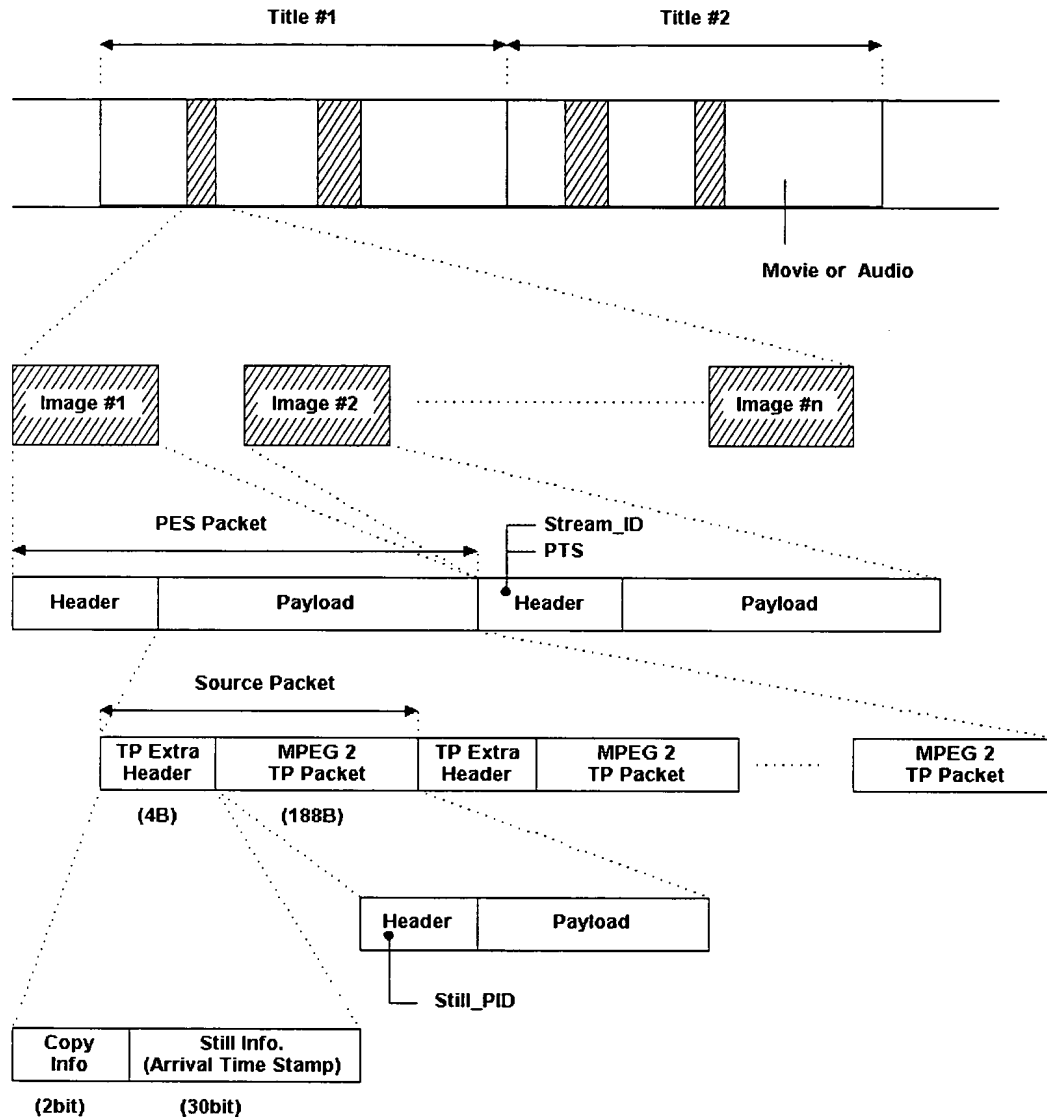 Title #1
Title #2
Movie or Audio
Image #1
Image #2
Image #n
PES Packet
Stream_ID
PTS
Header
Payload
Header
Payload
Source Packet
TP Extra
Header
MPEG 2
TP Packet
TP Extra
Header
MPEG 2
TP Packet
MPEG 2
TP Packet
(4B)
(188B)
Header
Payload
Still_PID
Copy
Info
Still Info.
(Arrival Time Stamp)
(2bit)
(30bit)